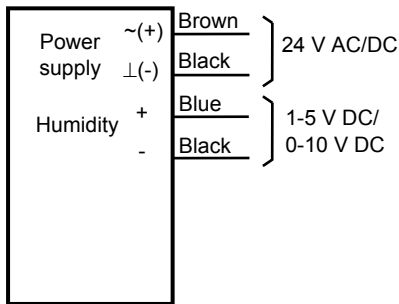 Power supply
~(+) Brown
⊥(-) Black
24 V AC/DC
Humidity
+ Blue
- Black
1-5 V DC/
0-10 V DC